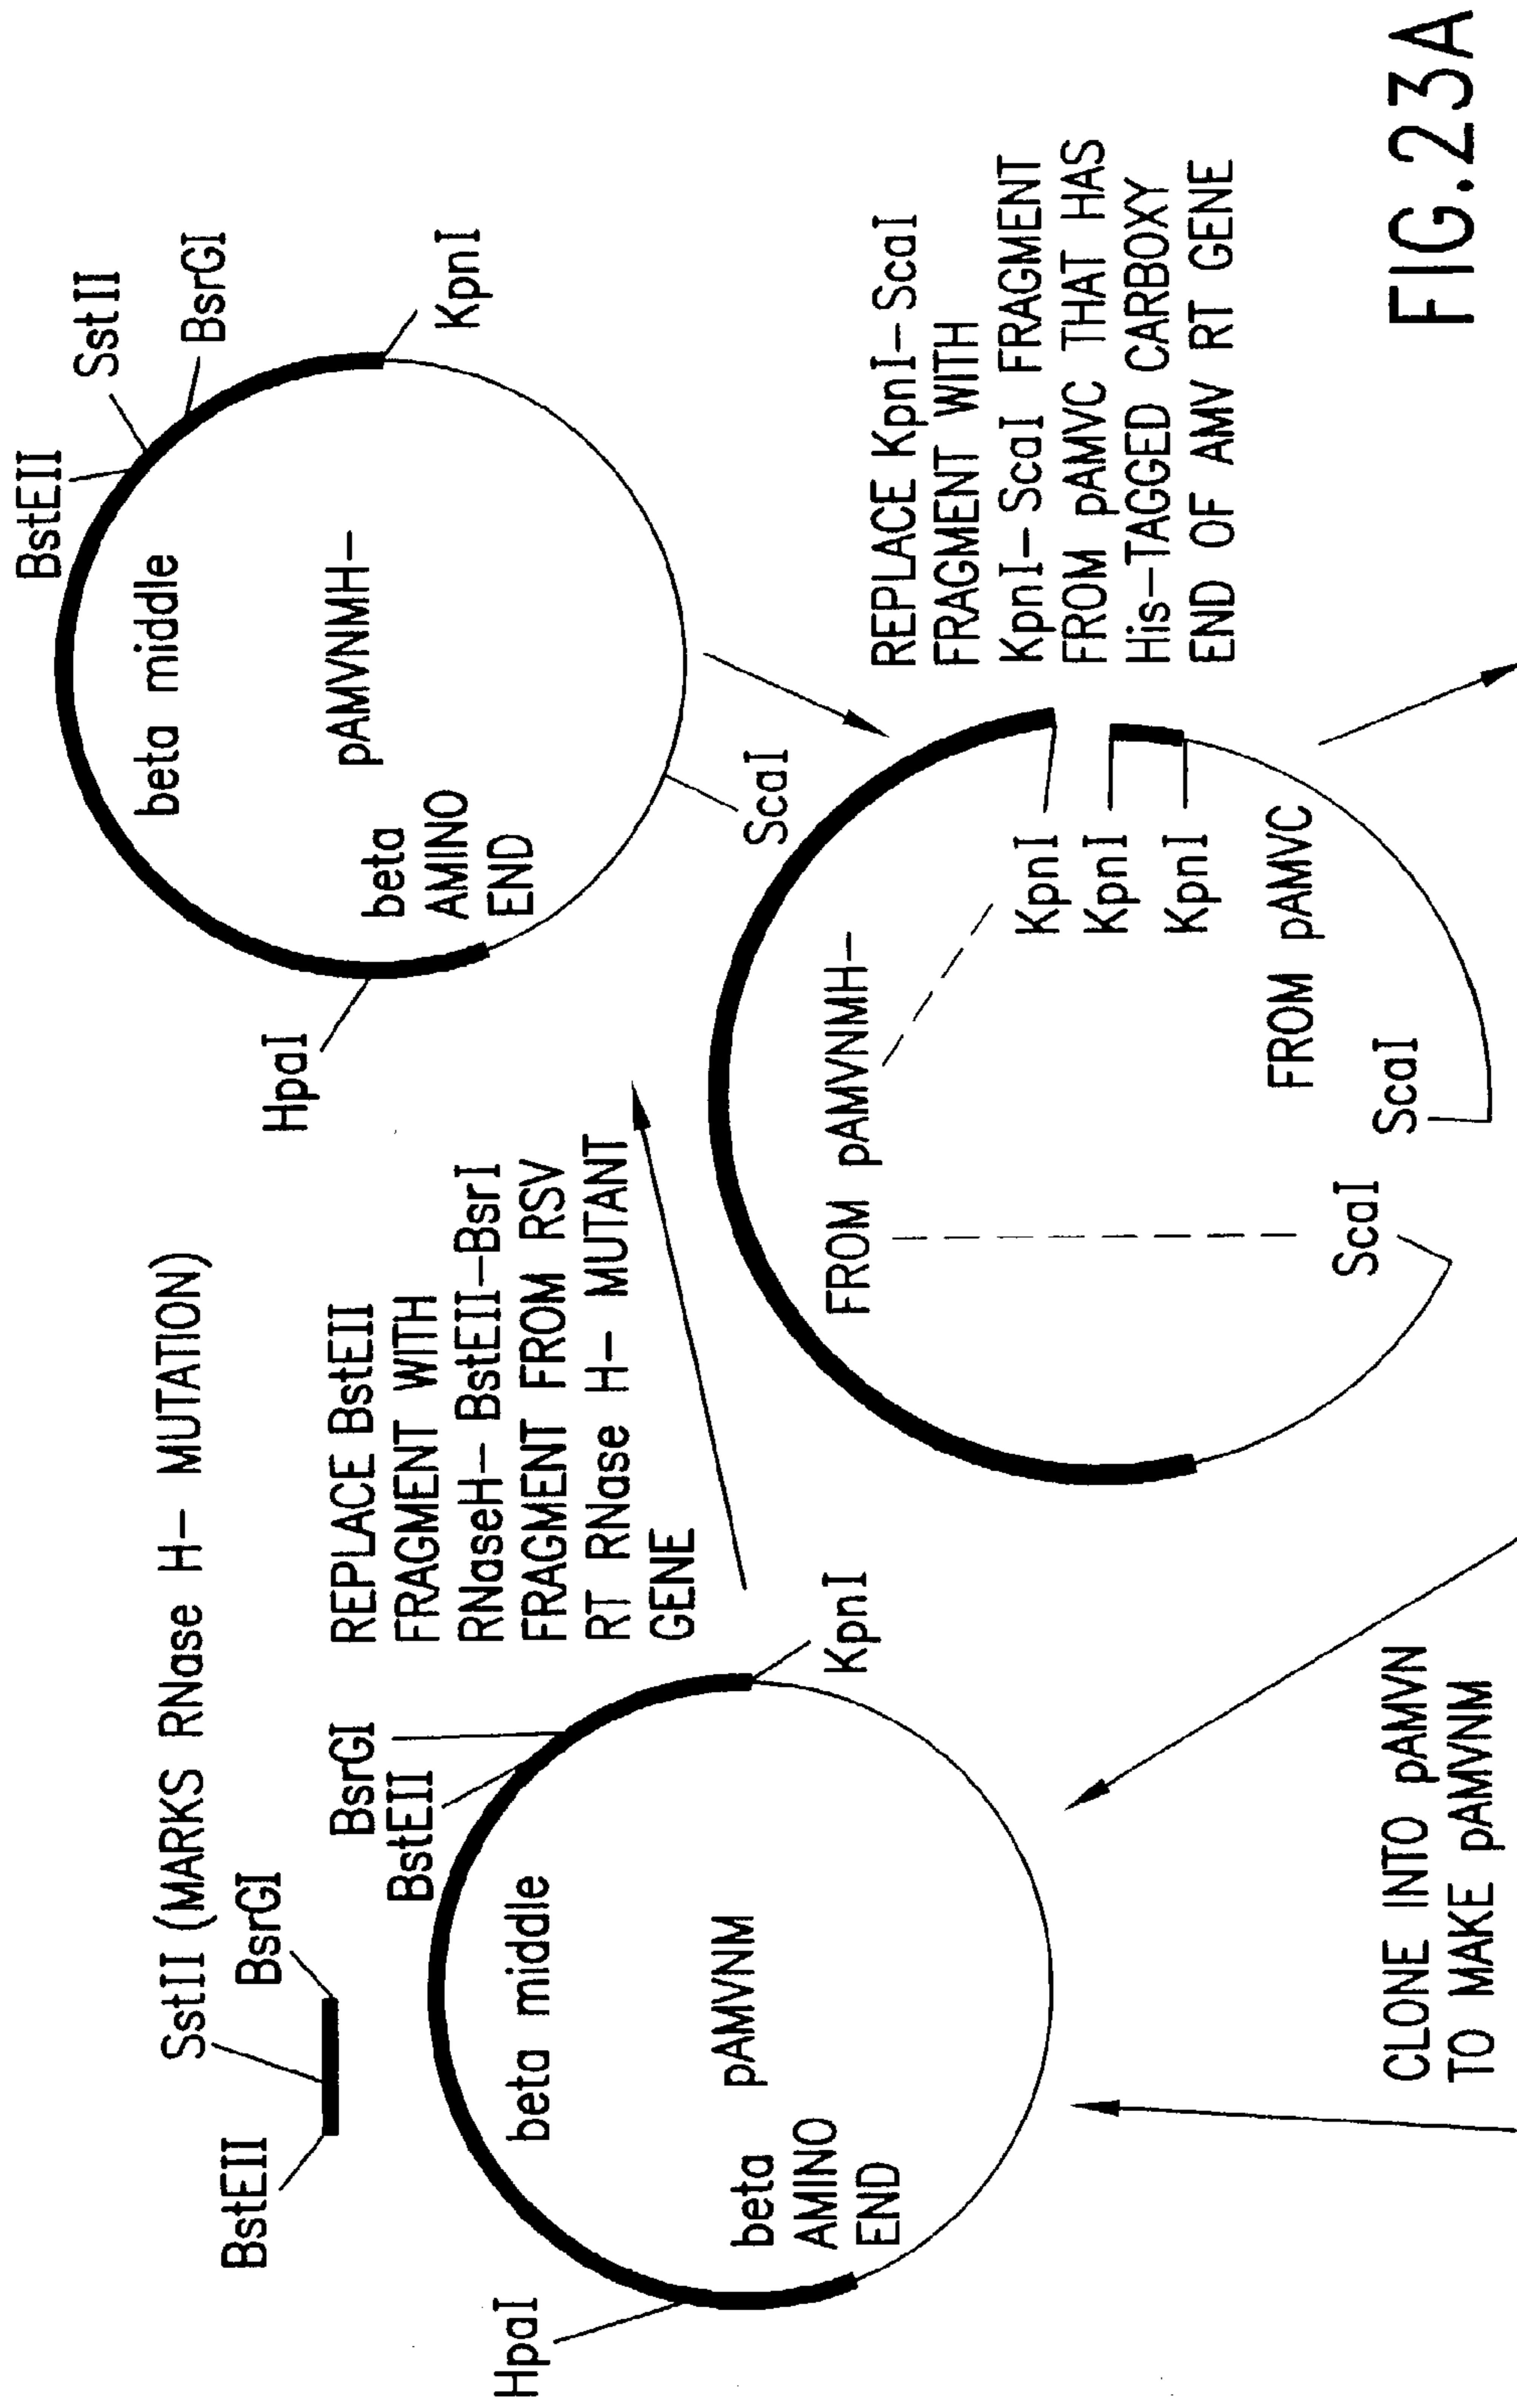 SstII (MARKS RNase H– MUTATION)
BstEII
BsrGI
HpaI
BsrGI
BstEII
beta middle
pAMVNM
beta
AMINO
END
KpnI
REPLACE BstEII
FRAGMENT WITH
RNaseH– BstEII–BsrI
FRAGMENT FROM RSV
RT RNase H– MUTANT
GENE
BstEII
SstII
BsrGI
HpaI
beta middle
pAMVNMH–
beta
AMINO
END
KpnI
ScaI
CLONE INTO pAMVN
TO MAKE pAMVNM
FROM pAMVNMH–
KpnI
KpnI
KpnI
FROM pAMVC
ScaI
ScaI
REPLACE KpnI–ScaI
FRAGMENT WITH
KpnI–ScaI FRAGMENT
FROM pAMVC THAT HAS
His–TAGGED CARBOXY
END OF AMV RT GENE
FIG.23A